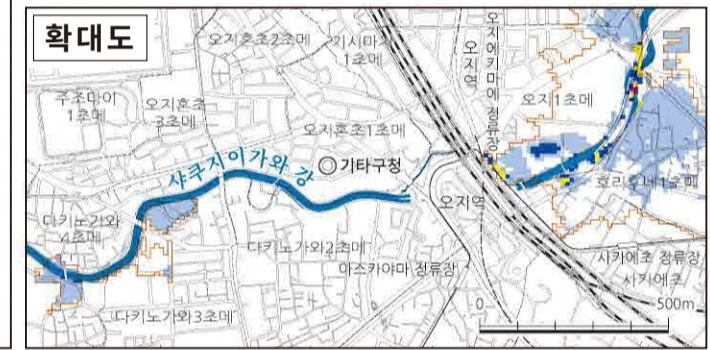 확대도
오지혼초2초메
기시마치
1초메
오지역
오지에키마에 정류장
주조다이
1초메
오지혼초
3초메
오지1초메
오지혼초1초메
샤쿠지이가와 강
기타구청
호리후네1초메
다키노가와
4초메
오지역
다키노가와2초메
아스카야마 정류장
사카에초 정류장
사카에초
다키노가와3초메
0
500m